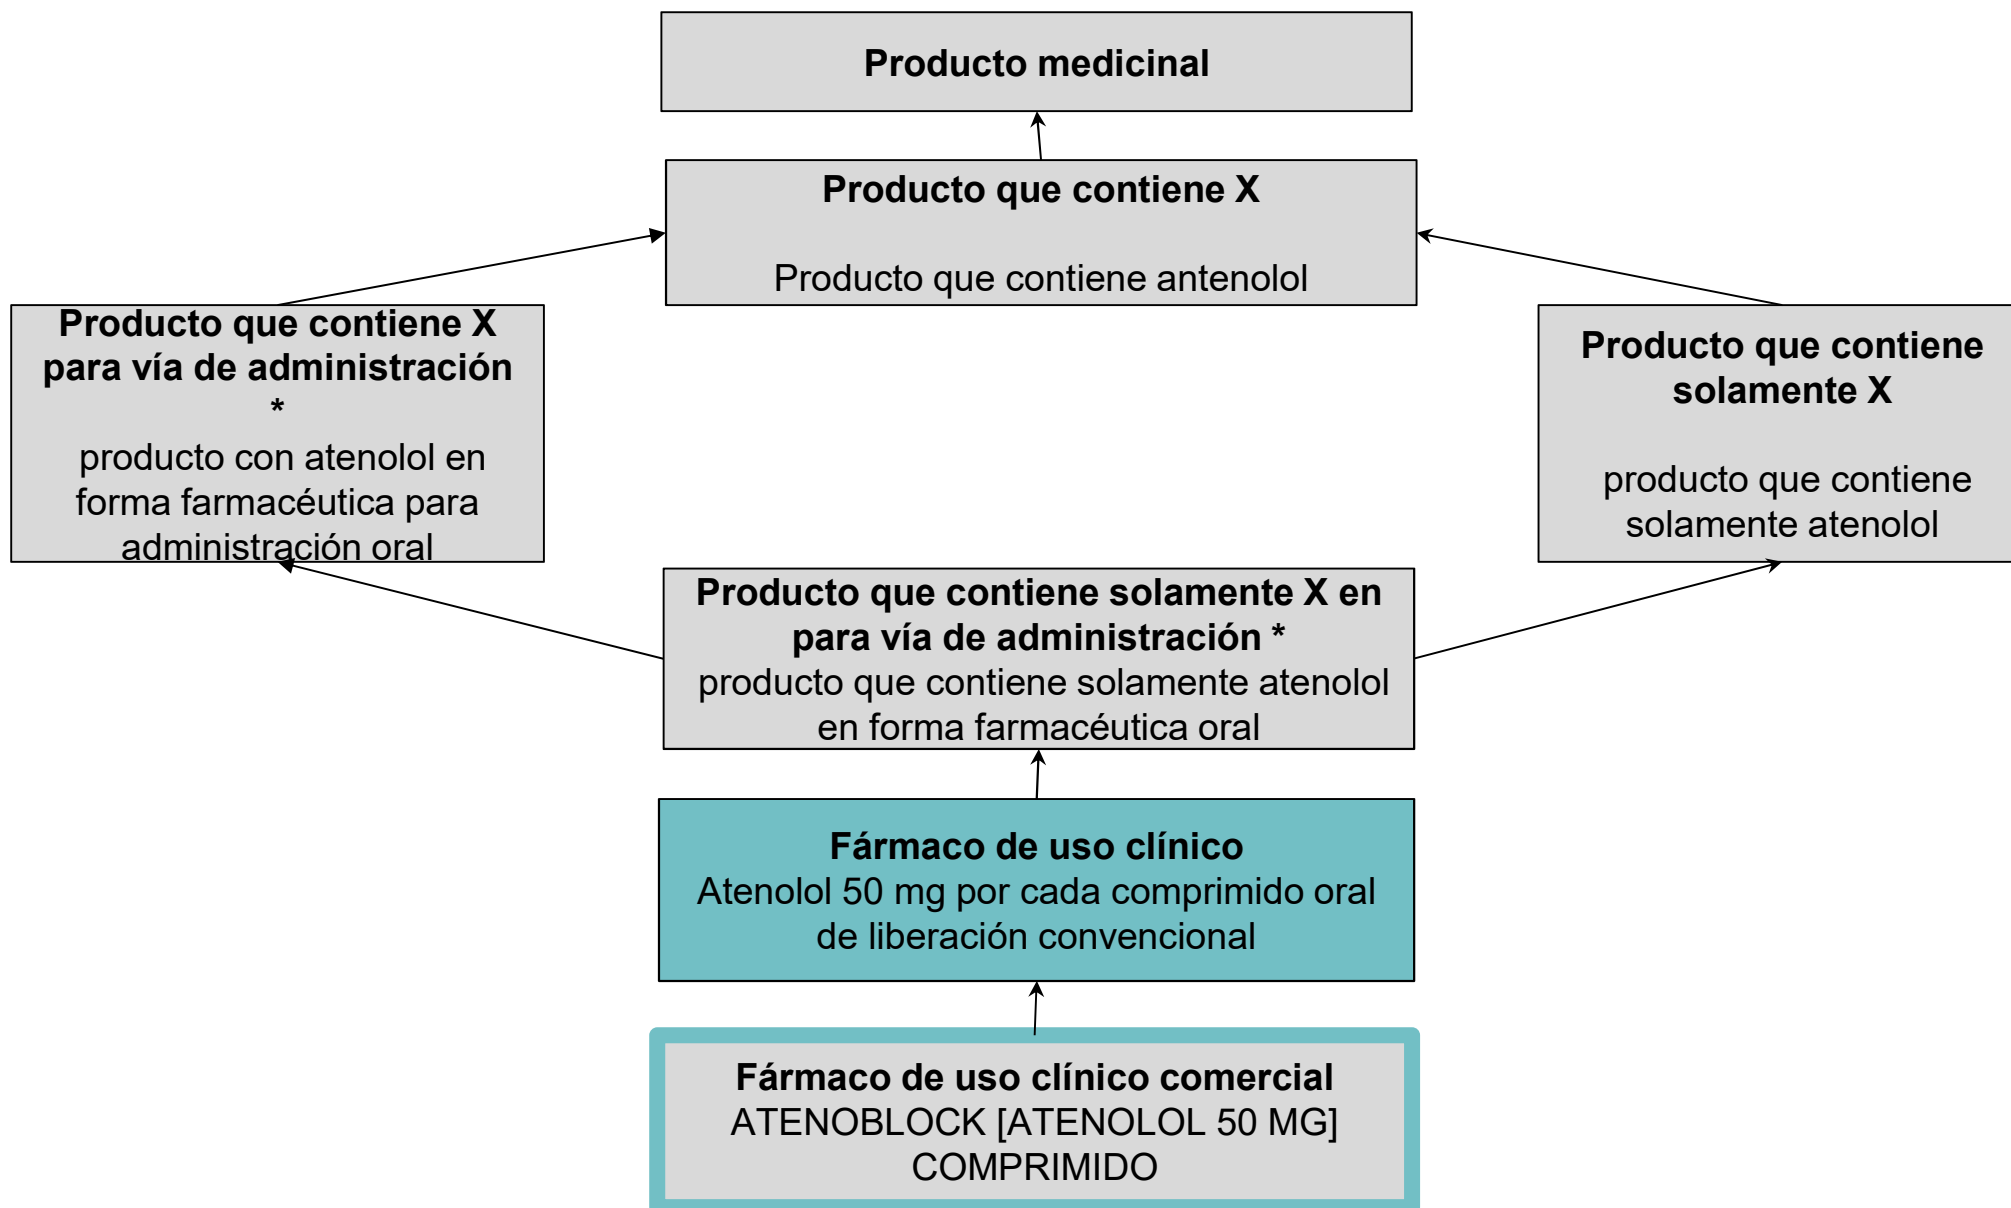 Producto medicinal
Producto que contiene X
Producto que contiene antenolol
Producto que contiene X
para vía de administración
*
producto con atenolol en
forma farmacéutica para
administración oral
Producto que contiene
solamente X
producto que contiene
solamente atenolol
Producto que contiene solamente X en
para vía de administración *
producto que contiene solamente atenolol
en forma farmacéutica oral
Fármaco de uso clínico
Atenolol 50 mg por cada comprimido oral
de liberación convencional
Fármaco de uso clínico comercial
ATENOBLOCK [ATENOLOL 50 MG]
COMPRIMIDO